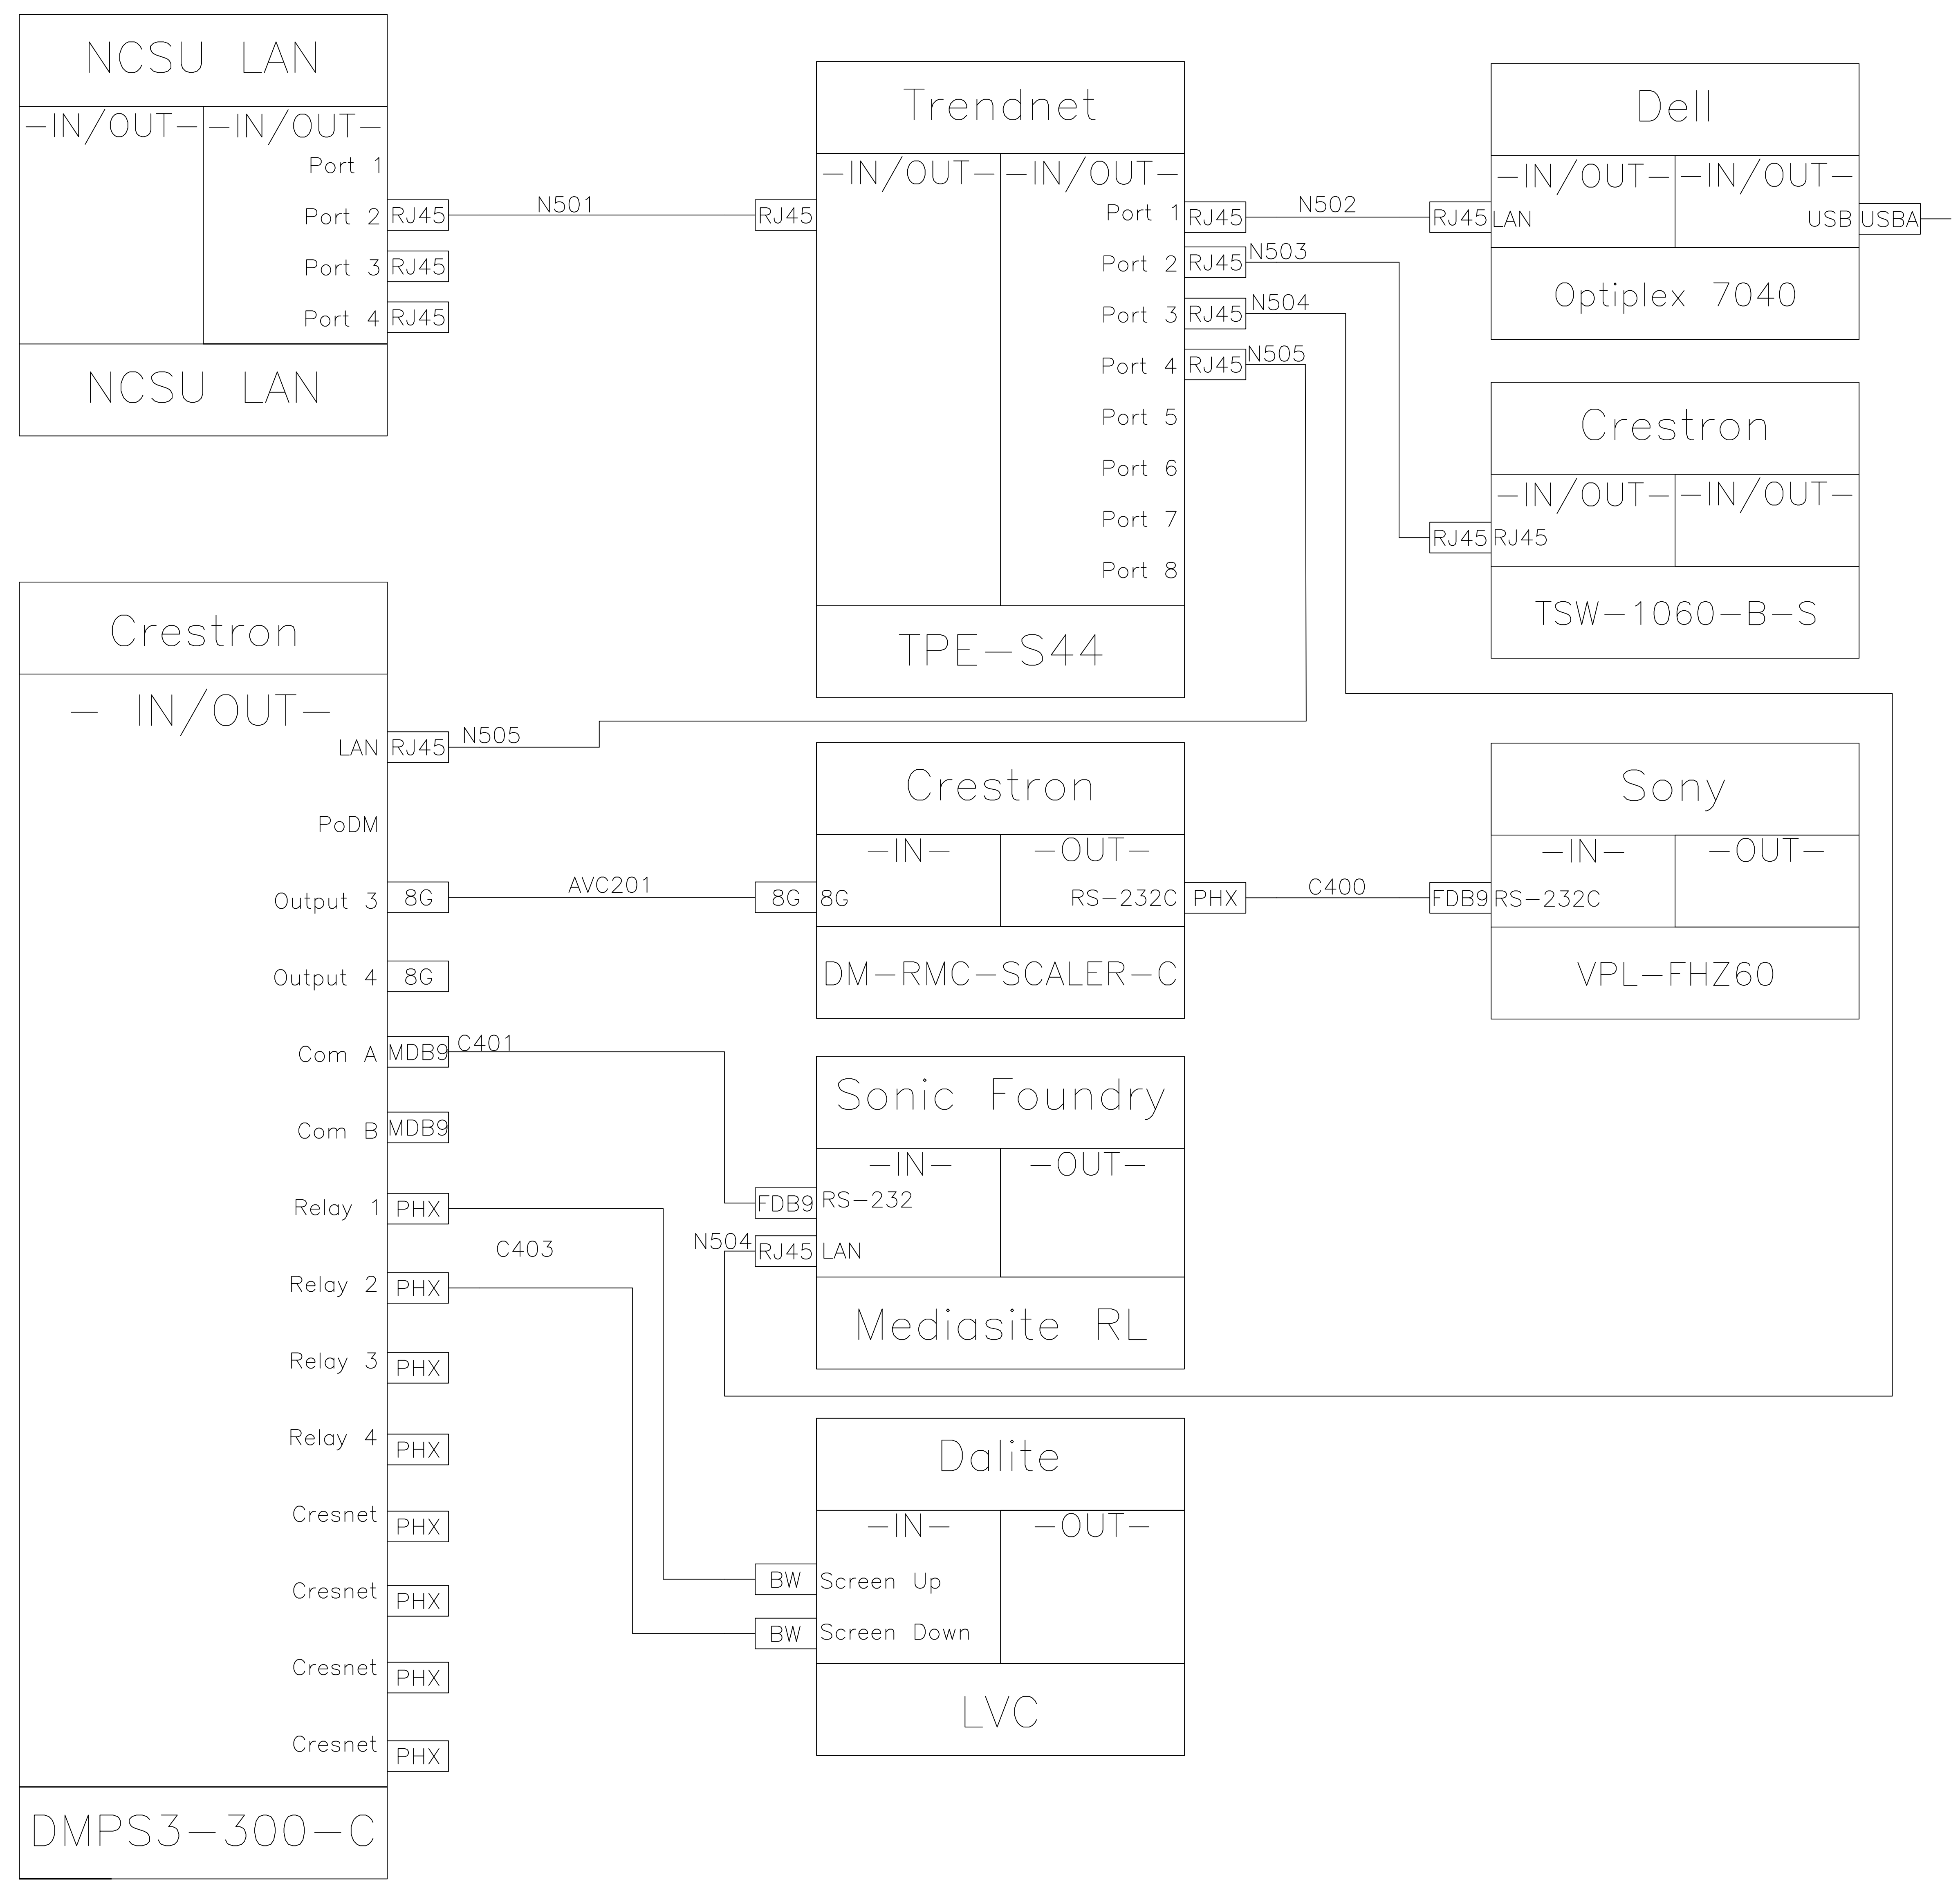 NCSU LAN
-IN/OUT- -IN/OUT-
Port 1
Port 2 RJ45
Port 3 RJ45
Port 4 RJ45
NCSU LAN
N501
Trendnet
-IN/OUT- -IN/OUT-
RJ45
Port 1 RJ45
Port 2 RJ45
Port 3 RJ45
Port 4 RJ45
Port 5
Port 6
Port 7
Port 8
TPE-S44
N502
N503
N504
N505
Dell
-IN/OUT- -IN/OUT-
RJ45 LAN USB USBA
Optiplex 7040
Crestron
-IN/OUT- -IN/OUT-
RJ45 RJ45
TSW-1060-B-S
Crestron
- IN/OUT-
LAN RJ45 N505
PoDM
Output 3 8G AVC201
Output 4 8G
Com A MDB9 C401
Com B MDB9
Relay 1 PHX
C403
Relay 2 PHX
Relay 3 PHX
Relay 4 PHX
Cresnet PHX
Cresnet PHX
Cresnet PHX
Cresnet PHX
DMPS3-300-C
Crestron
-IN- -OUT-
8G 8G RS-232C PHX C400
DM-RMC-SCALER-C
Sony
-IN- -OUT-
FDB9 RS-232C
VPL-FHZ60
Sonic Foundry
-IN- -OUT-
FDB9 RS-232
N504 RJ45 LAN
Mediasite RL
Dalite
-IN- -OUT-
BW Screen Up
BW Screen Down
LVC